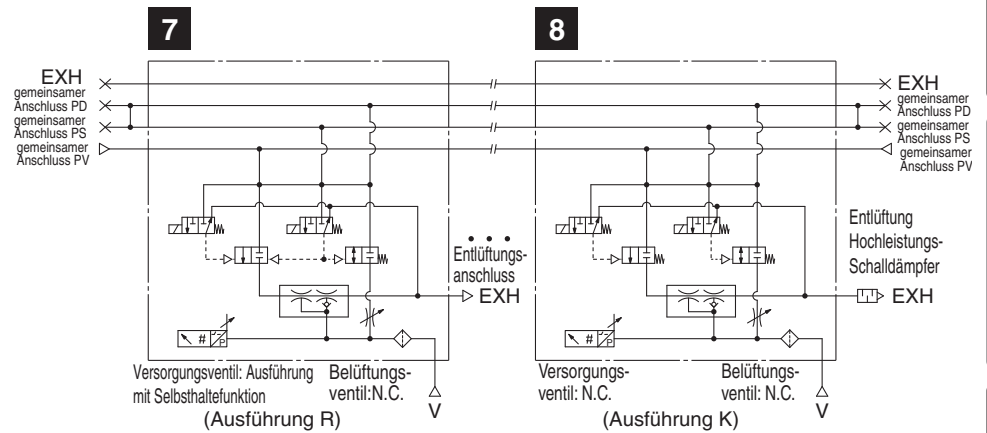 7
8
EXH
gemeinsamer
Anschluss PD
gemeinsamer
Anschluss PS
gemeinsamer
Anschluss PV
EXH
gemeinsamer
Anschluss
PD
gemeinsamer
Anschluss
PS
gemeinsamer
Anschluss
PV
• • •
Entlüftungs-
anschluss
EXH
Entlüftung
Hochleistungs-
Schalldämpfer
EXH
# P
# P
Versorgungsventil: Ausführung
mit Selbsthaltefunktion
Belüftungs-
ventil:N.C.
V
(Ausführung R)
Versorgungs-
ventil: N.C.
Belüftungs-
ventil: N.C.
V
(Ausführung K)